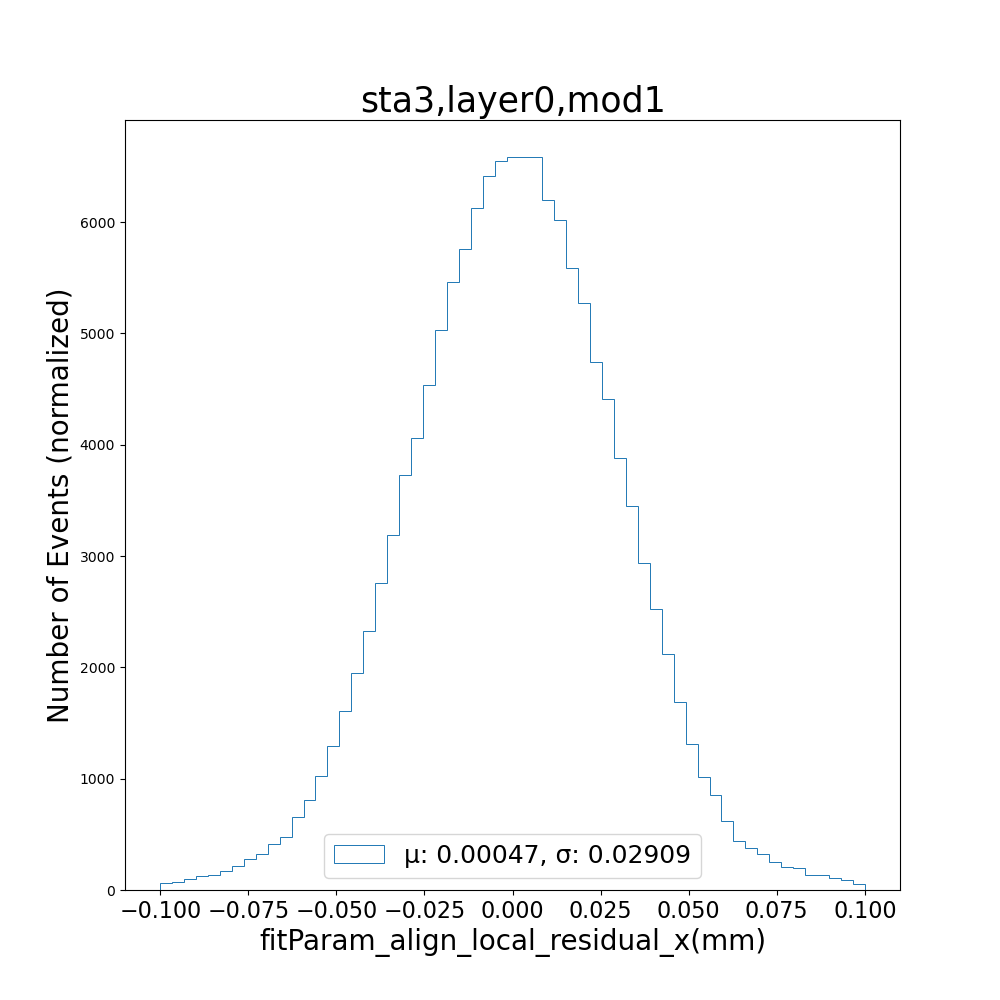 sta3,layer0,mod1
Number of Events (normalized)
6000
5000
4000
3000
2000
1000
0
μ: 0.00047, σ: 0.02909
−0.100 −0.075 −0.050 −0.025 0.000 0.025 0.050 0.075 0.100
fitParam_align_local_residual_x(mm)